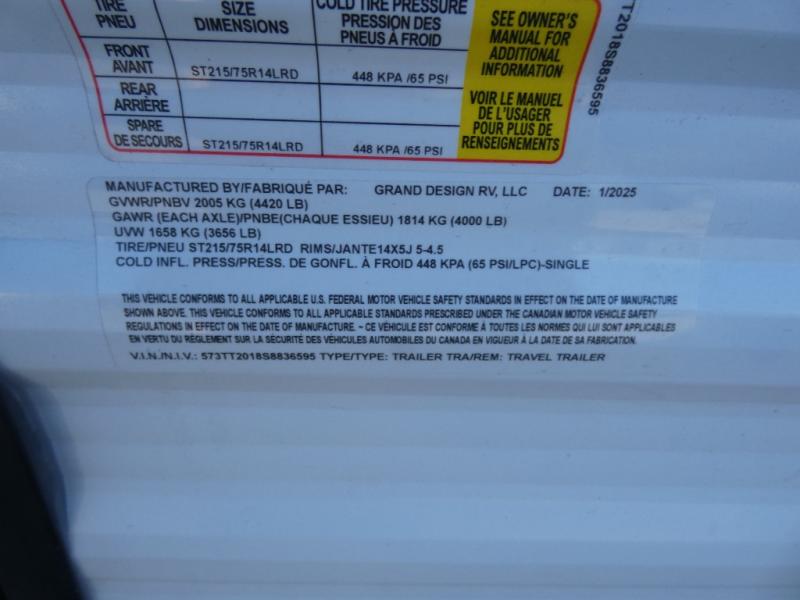 TIRE
PNEU
SIZE
DIMENSIONS
COLD TIRE PRESSURE
PRESSION DES
PNEUS À FROID
FRONT
AVANT
ST215/75R14LRD
448 KPA /65 PSI
REAR
ARRIÈRE
SPARE
DE SECOURS
ST215/75R14LRD
448 KPA /65 PSI
SEE OWNER'S
MANUAL FOR
ADDITIONAL
INFORMATION
VOIR LE MANUEL
DE L'USAGER
POUR PLUS DE
RENSEIGNEMENTS
TT2018S8836595
MANUFACTURED BY/FABRIQUÉ PAR: GRAND DESIGN RV, LLC DATE: 1/2025
GVWR/PNBV 2005 KG (4420 LB)
GAWR (EACH AXLE)/PNBE(CHAQUE ESSIEU) 1814 KG (4000 LB)
UVW 1658 KG (3656 LB)
TIRE/PNEU ST215/75R14LRD RIMS/JANTE14X5J 5-4.5
COLD INFL. PRESS/PRESS. DE GONFL. À FROID 448 KPA (65 PSI/LPC)-SINGLE
THIS VEHICLE CONFORMS TO ALL APPLICABLE U.S. FEDERAL MOTOR VEHICLE SAFETY STANDARDS IN EFFECT ON THE DATE OF MANUFACTURE
SHOWN ABOVE. THIS VEHICLE CONFORMS TO ALL APPLICABLE STANDARDS PRESCRIBED UNDER THE CANADIAN MOTOR VEHICLE SAFETY
REGULATIONS IN EFFECT ON THE DATE OF MANUFACTURE. ~ CE VÉHICULE EST CONFORME À TOUTES LES NORMES QUI LUI SONT APPLICABLES
EN VERTU DU RÈGLEMENT SUR LA SÉCURITÉ DES VÉHICULES AUTOMOBILES DU CANADA EN VIGUEUR À LA DATE DE SA FABRICATION.
V.I.N./N.I.V.: 573TT2018S8836595 TYPE/TYPE: TRAILER TRA/REM: TRAVEL TRAILER